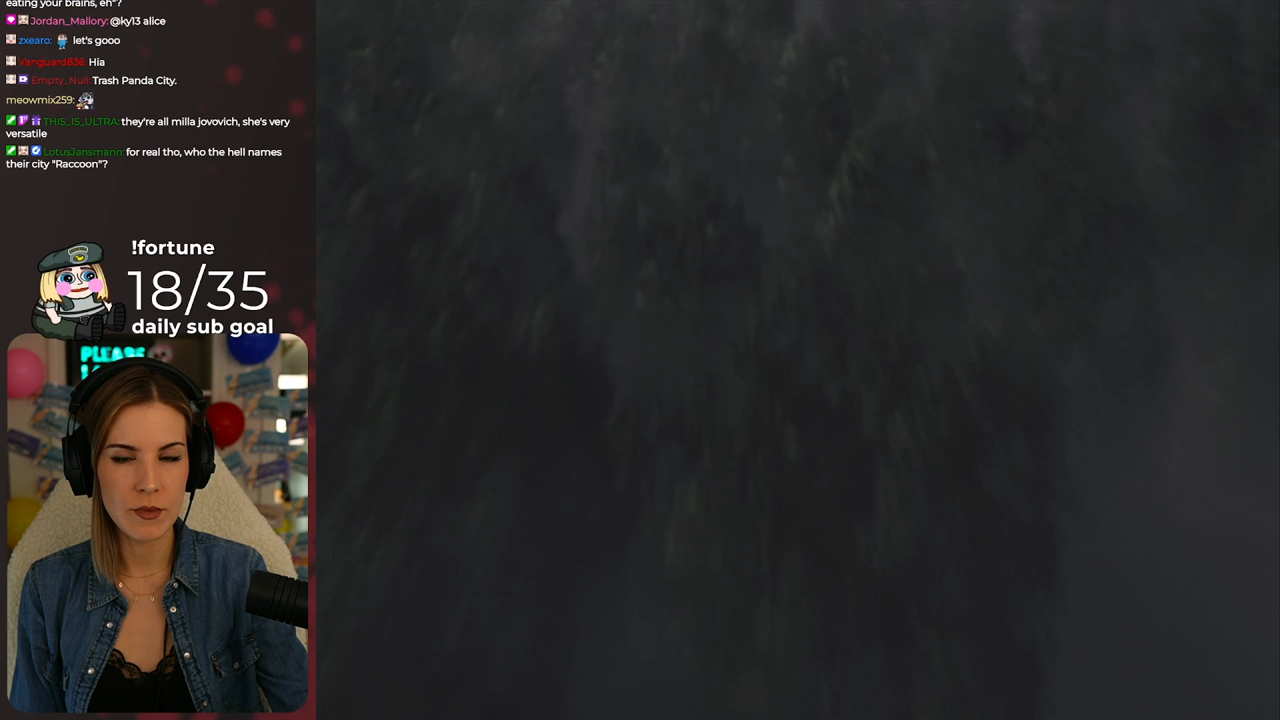 eating your brains, eh"?
Jordan_Mallory: @kyl3 alice
zxearo: let's gooo
Vanguard836: Hia
Empty_Null: Trash Panda City.
meowmix259:
THIS_IS_ULTRA: they're all milla jovovich, she's very
versatile
LotusJansmann: for real tho, who the hell names
their city "Raccoon"?
!fortune
18/35
daily sub goal
PLEASE